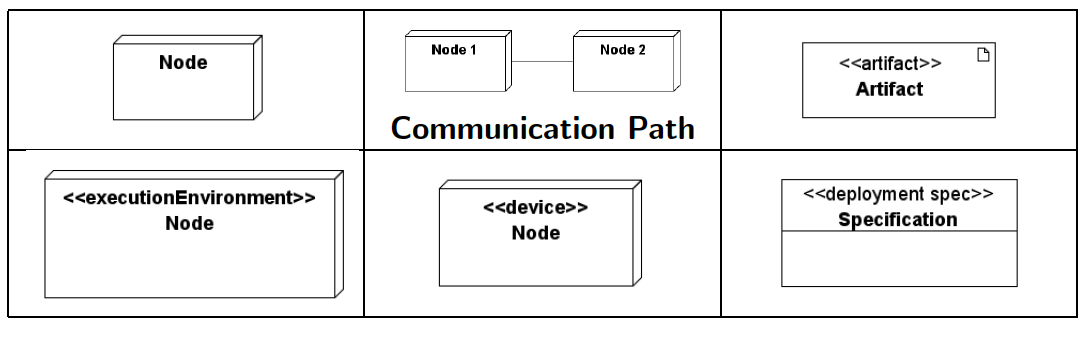 Node
Node 1
Node 2
Communication Path
<<artifact>>
Artifact
<<executionEnvironment>>
Node
<<device>>
Node
<<deployment spec>>
Specification